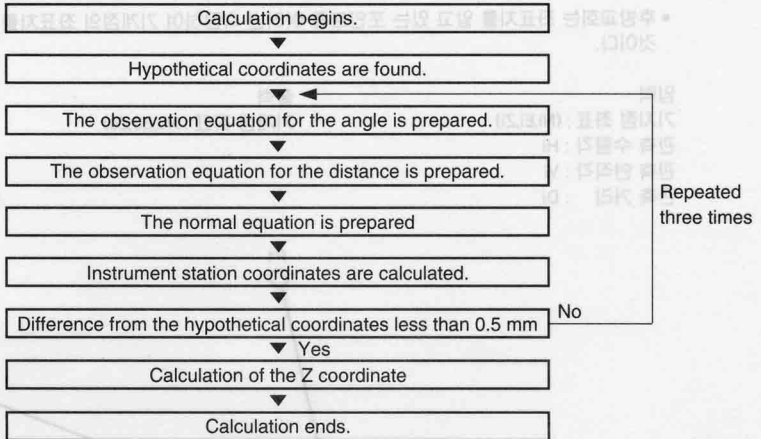 Calculation begins.
Hypothetical coordinates are found.
The observation equation for the angle is prepared.
The observation equation for the distance is prepared.
Repeated
three times
The normal equation is prepared
Instrument station coordinates are calculated.
Difference from the hypothetical coordinates less than 0.5 mm
No
Yes
Calculation of the Z coordinate
Calculation ends.